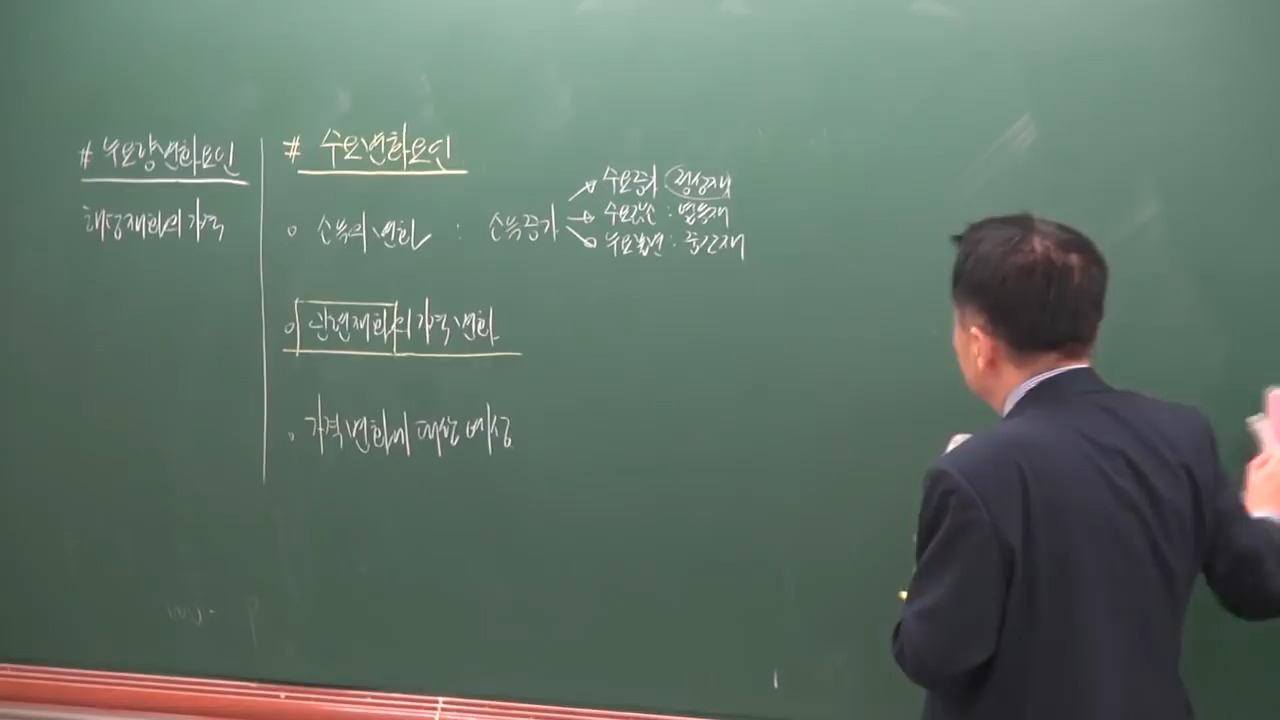 # 수요량변화요인
해당재화의 가격
# 수요변화요인
○ 소득의 변화 : 소득증가
→ 수요증가 정상재
→ 수요감소 : 열등재
→ 수요불변 : 중간재
○ 관련재화의 가격변화
○ 가격변화에 대한 예상